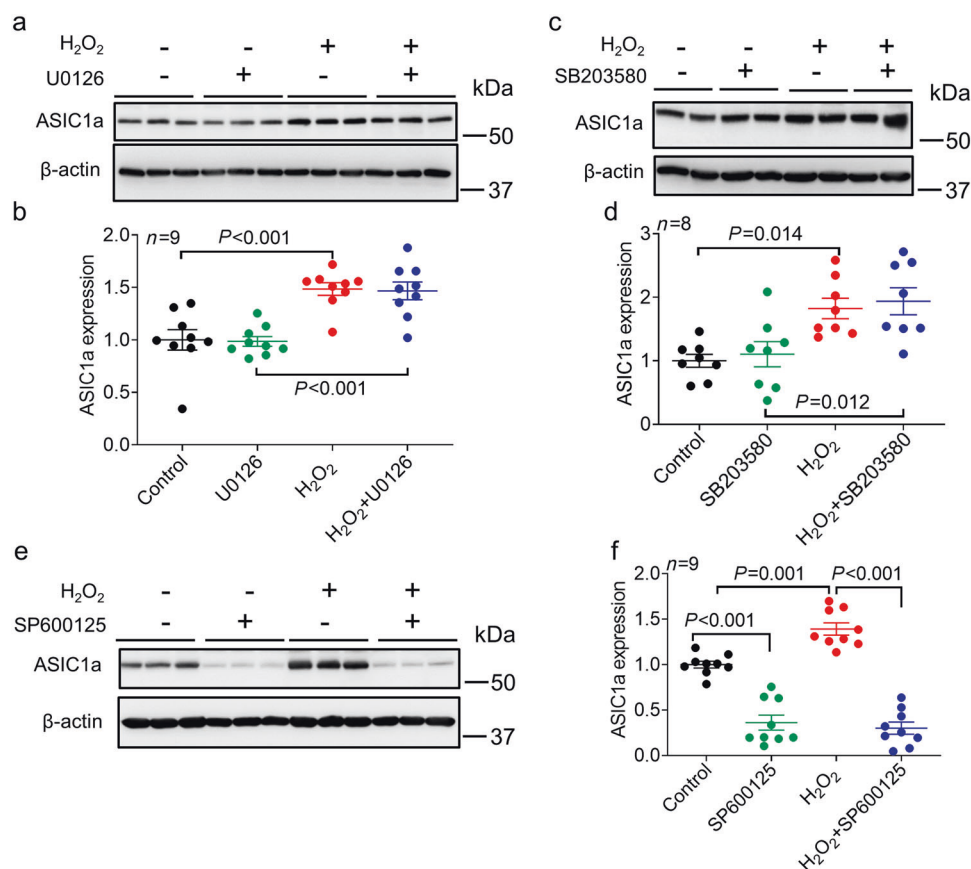 a
H₂O₂ - - + +
U0126 - + - +
kDa
ASIC1a
50
β-actin
37
b
n=9
P<0.001
P<0.001
ASIC1a expression
2.0
1.5
1.0
0.5
0.0
Control
U0126
H₂O₂
H₂O₂+U0126
c
H₂O₂ - - + +
SB203580 - + - +
kDa
ASIC1a
50
β-actin
37
d
n=8
P=0.014
P=0.012
ASIC1a expression
3
2
1
0
Control
SB203580
H₂O₂
H₂O₂+SB203580
e
H₂O₂ - - + +
SP600125 - + - +
kDa
ASIC1a
50
β-actin
37
f
n=9
P=0.001
P<0.001
P<0.001
ASIC1a expression
2.0
1.5
1.0
0.5
0.0
Control
SP600125
H₂O₂
H₂O₂+SP600125